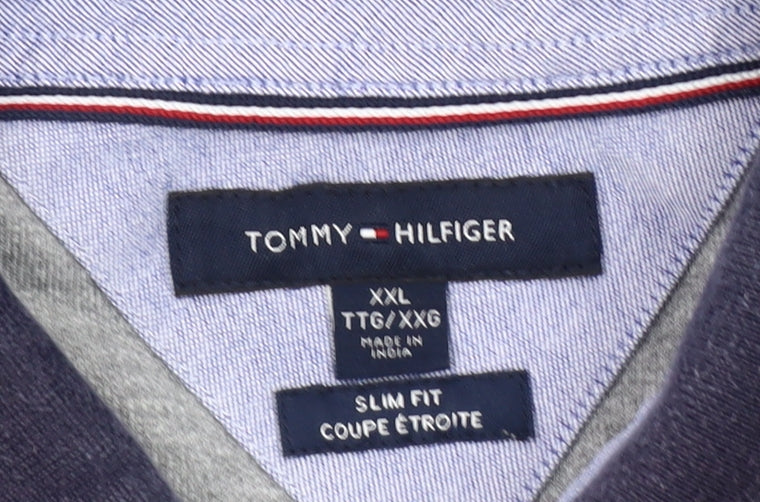 TOMMY HILFIGER
XXL
TTG/XXG
MADE IN
INDIA
SLIM FIT
COUPE ÉTROITE